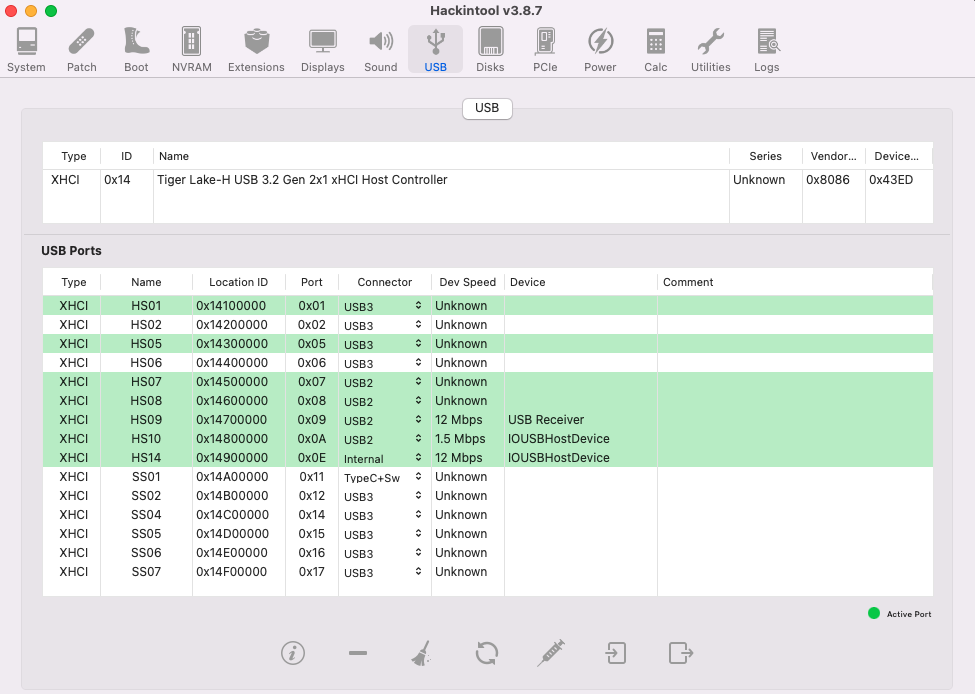 Hackintool v3.8.7
System Patch Boot NVRAM Extensions Displays Sound USB Disks PCIe Power Calc Utilities Logs
USB
Type ID Name Series Vendor... Device...
XHCI 0x14 Tiger Lake-H USB 3.2 Gen 2x1 xHCI Host Controller Unknown 0x8086 0x43ED
USB Ports
Type Name Location ID Port Connector Dev Speed Device Comment
XHCI HS01 0x14100000 0x01 USB3 Unknown
XHCI HS02 0x14200000 0x02 USB3 Unknown
XHCI HS05 0x14300000 0x05 USB3 Unknown
XHCI HS06 0x14400000 0x06 USB3 Unknown
XHCI HS07 0x14500000 0x07 USB2 Unknown
XHCI HS08 0x14600000 0x08 USB2 Unknown
XHCI HS09 0x14700000 0x09 USB2 12 Mbps USB Receiver
XHCI HS10 0x14800000 0x0A USB2 1.5 Mbps IOUSBHostDevice
XHCI HS14 0x14900000 0x0E Internal 12 Mbps IOUSBHostDevice
XHCI SS01 0x14A00000 0x11 TypeC+Sw Unknown
XHCI SS02 0x14B00000 0x12 USB3 Unknown
XHCI SS04 0x14C00000 0x14 USB3 Unknown
XHCI SS05 0x14D00000 0x15 USB3 Unknown
XHCI SS06 0x14E00000 0x16 USB3 Unknown
XHCI SS07 0x14F00000 0x17 USB3 Unknown
Active Port